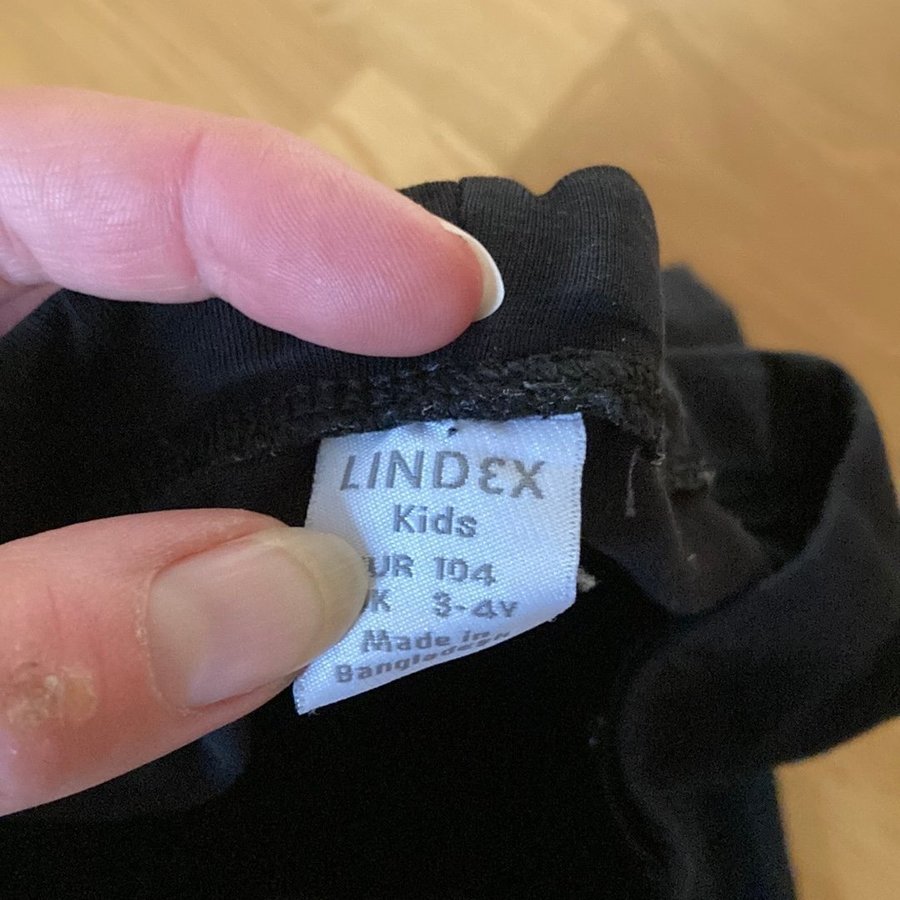 LINDEX
Kids
UR 104
K 3-4Y
Made in
Bangladesh